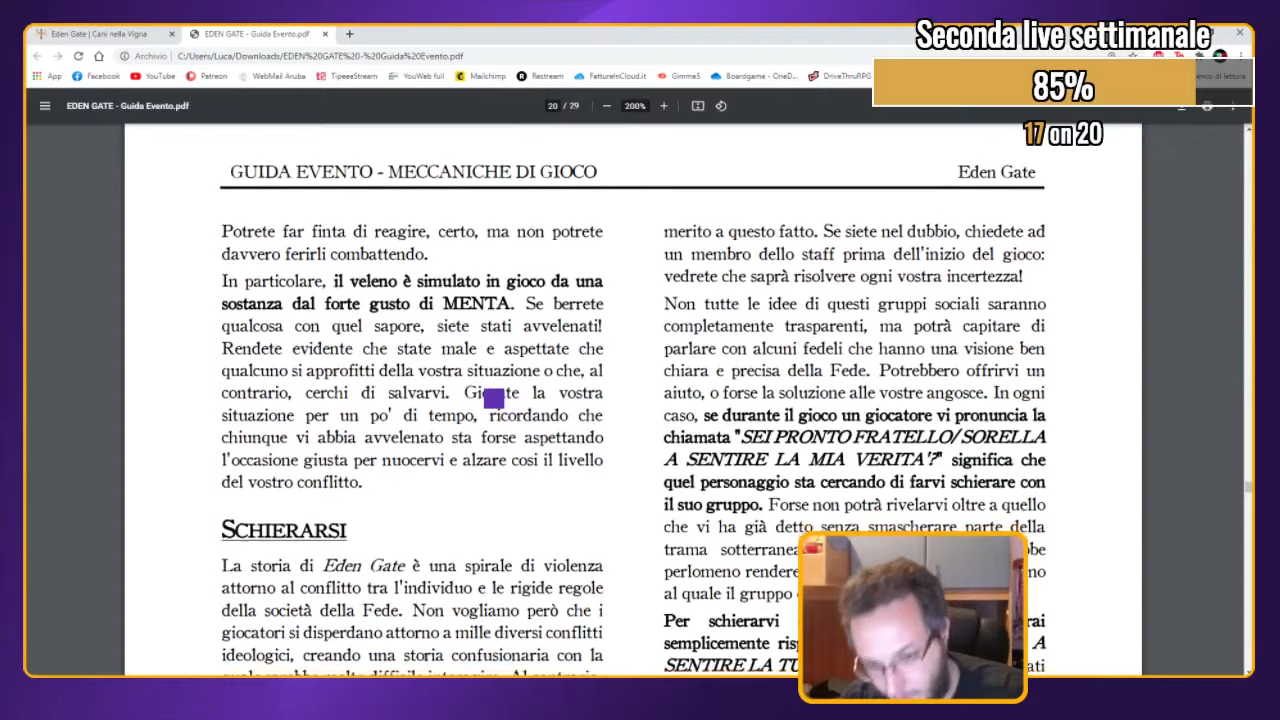 Seconda live settimanale
85%
17 on 20
Eden Gate | Cani nella Vigna
EDEN GATE - Guida Evento.pdf
Archivio
C:/Users/Luca/Downloads/EDEN%20GATE%20-%20Guida%20Evento.pdf
App
Facebook
YouTube
Patreon
WebMail Aruba
TipeeeStream
YouWeb full
Mailchimp
Restream
FattureInCloud.it
Gimme5
Boardgame - OneD...
DriveThruRPG
EDEN GATE - Guida Evento.pdf
20 / 29
200%
GUIDA EVENTO - MECCANICHE DI GIOCO
Eden Gate
Potrete far finta di reagire, certo, ma non potrete
davvero ferirli combattendo.
In particolare, il veleno è simulato in gioco da una
sostanza dal forte gusto di MENTA. Se berrete
qualcosa con quel sapore, siete stati avvelenati!
Rendete evidente che state male e aspettate che
qualcuno si approfitti della vostra situazione o che, al
contrario, cerchi di salvarvi. la vostra
situazione per un po' di tempo, ricordando che
chiunque vi abbia avvelenato sta forse aspettando
l'occasione giusta per nuocervi e alzare così il livello
del vostro conflitto.
SCHIERARSI
La storia di Eden Gate è una spirale di violenza
attorno al conflitto tra l'individuo e le rigide regole
della società della Fede. Non vogliamo però che i
giocatori si disperdano attorno a mille diversi conflitti
ideologici, creando una storia confusionaria con la
merito a questo fatto. Se siete nel dubbio, chiedete ad
un membro dello staff prima dell'inizio del gioco:
vedrete che saprà risolvere ogni vostra incertezza!
Non tutte le idee di questi gruppi sociali saranno
completamente trasparenti, ma potrà capitare di
parlare con alcuni fedeli che hanno una visione ben
chiara e precisa della Fede. Potrebbero offrirvi un
aiuto, o forse la soluzione alle vostre angosce. In ogni
caso, se durante il gioco un giocatore vi pronuncia la
chiamata "SEI PRONTO FRATELLO/SORELLA
A SENTIRE LA MIA VERITA'?" significa che
quel personaggio sta cercando di farvi schierare con
il suo gruppo. Forse non potrà rivelarvi oltre a quello
che vi ha già detto senza smascherare parte della
trama
perlomeno
al quale il gruppo
Per schierarvi
semplicemente A
SENTIRE LA